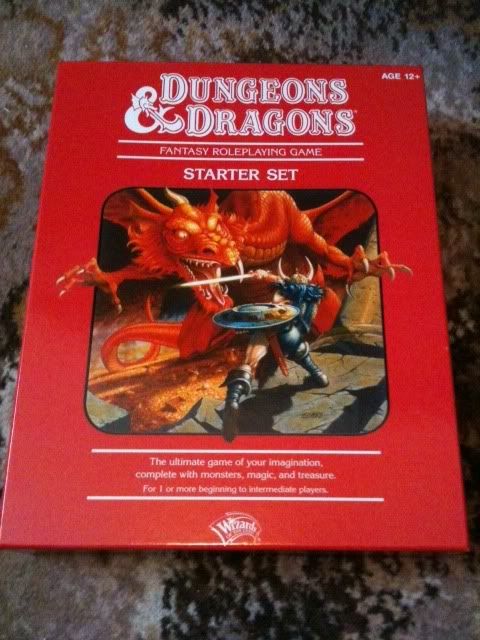 AGE 12+
DUNGEONS
& DRAGONS
FANTASY ROLEPLAYING GAME
STARTER SET
The ultimate game of your imagination,
complete with monsters, magic, and treasure.
For 1 or more beginning to intermediate players.
Wizards